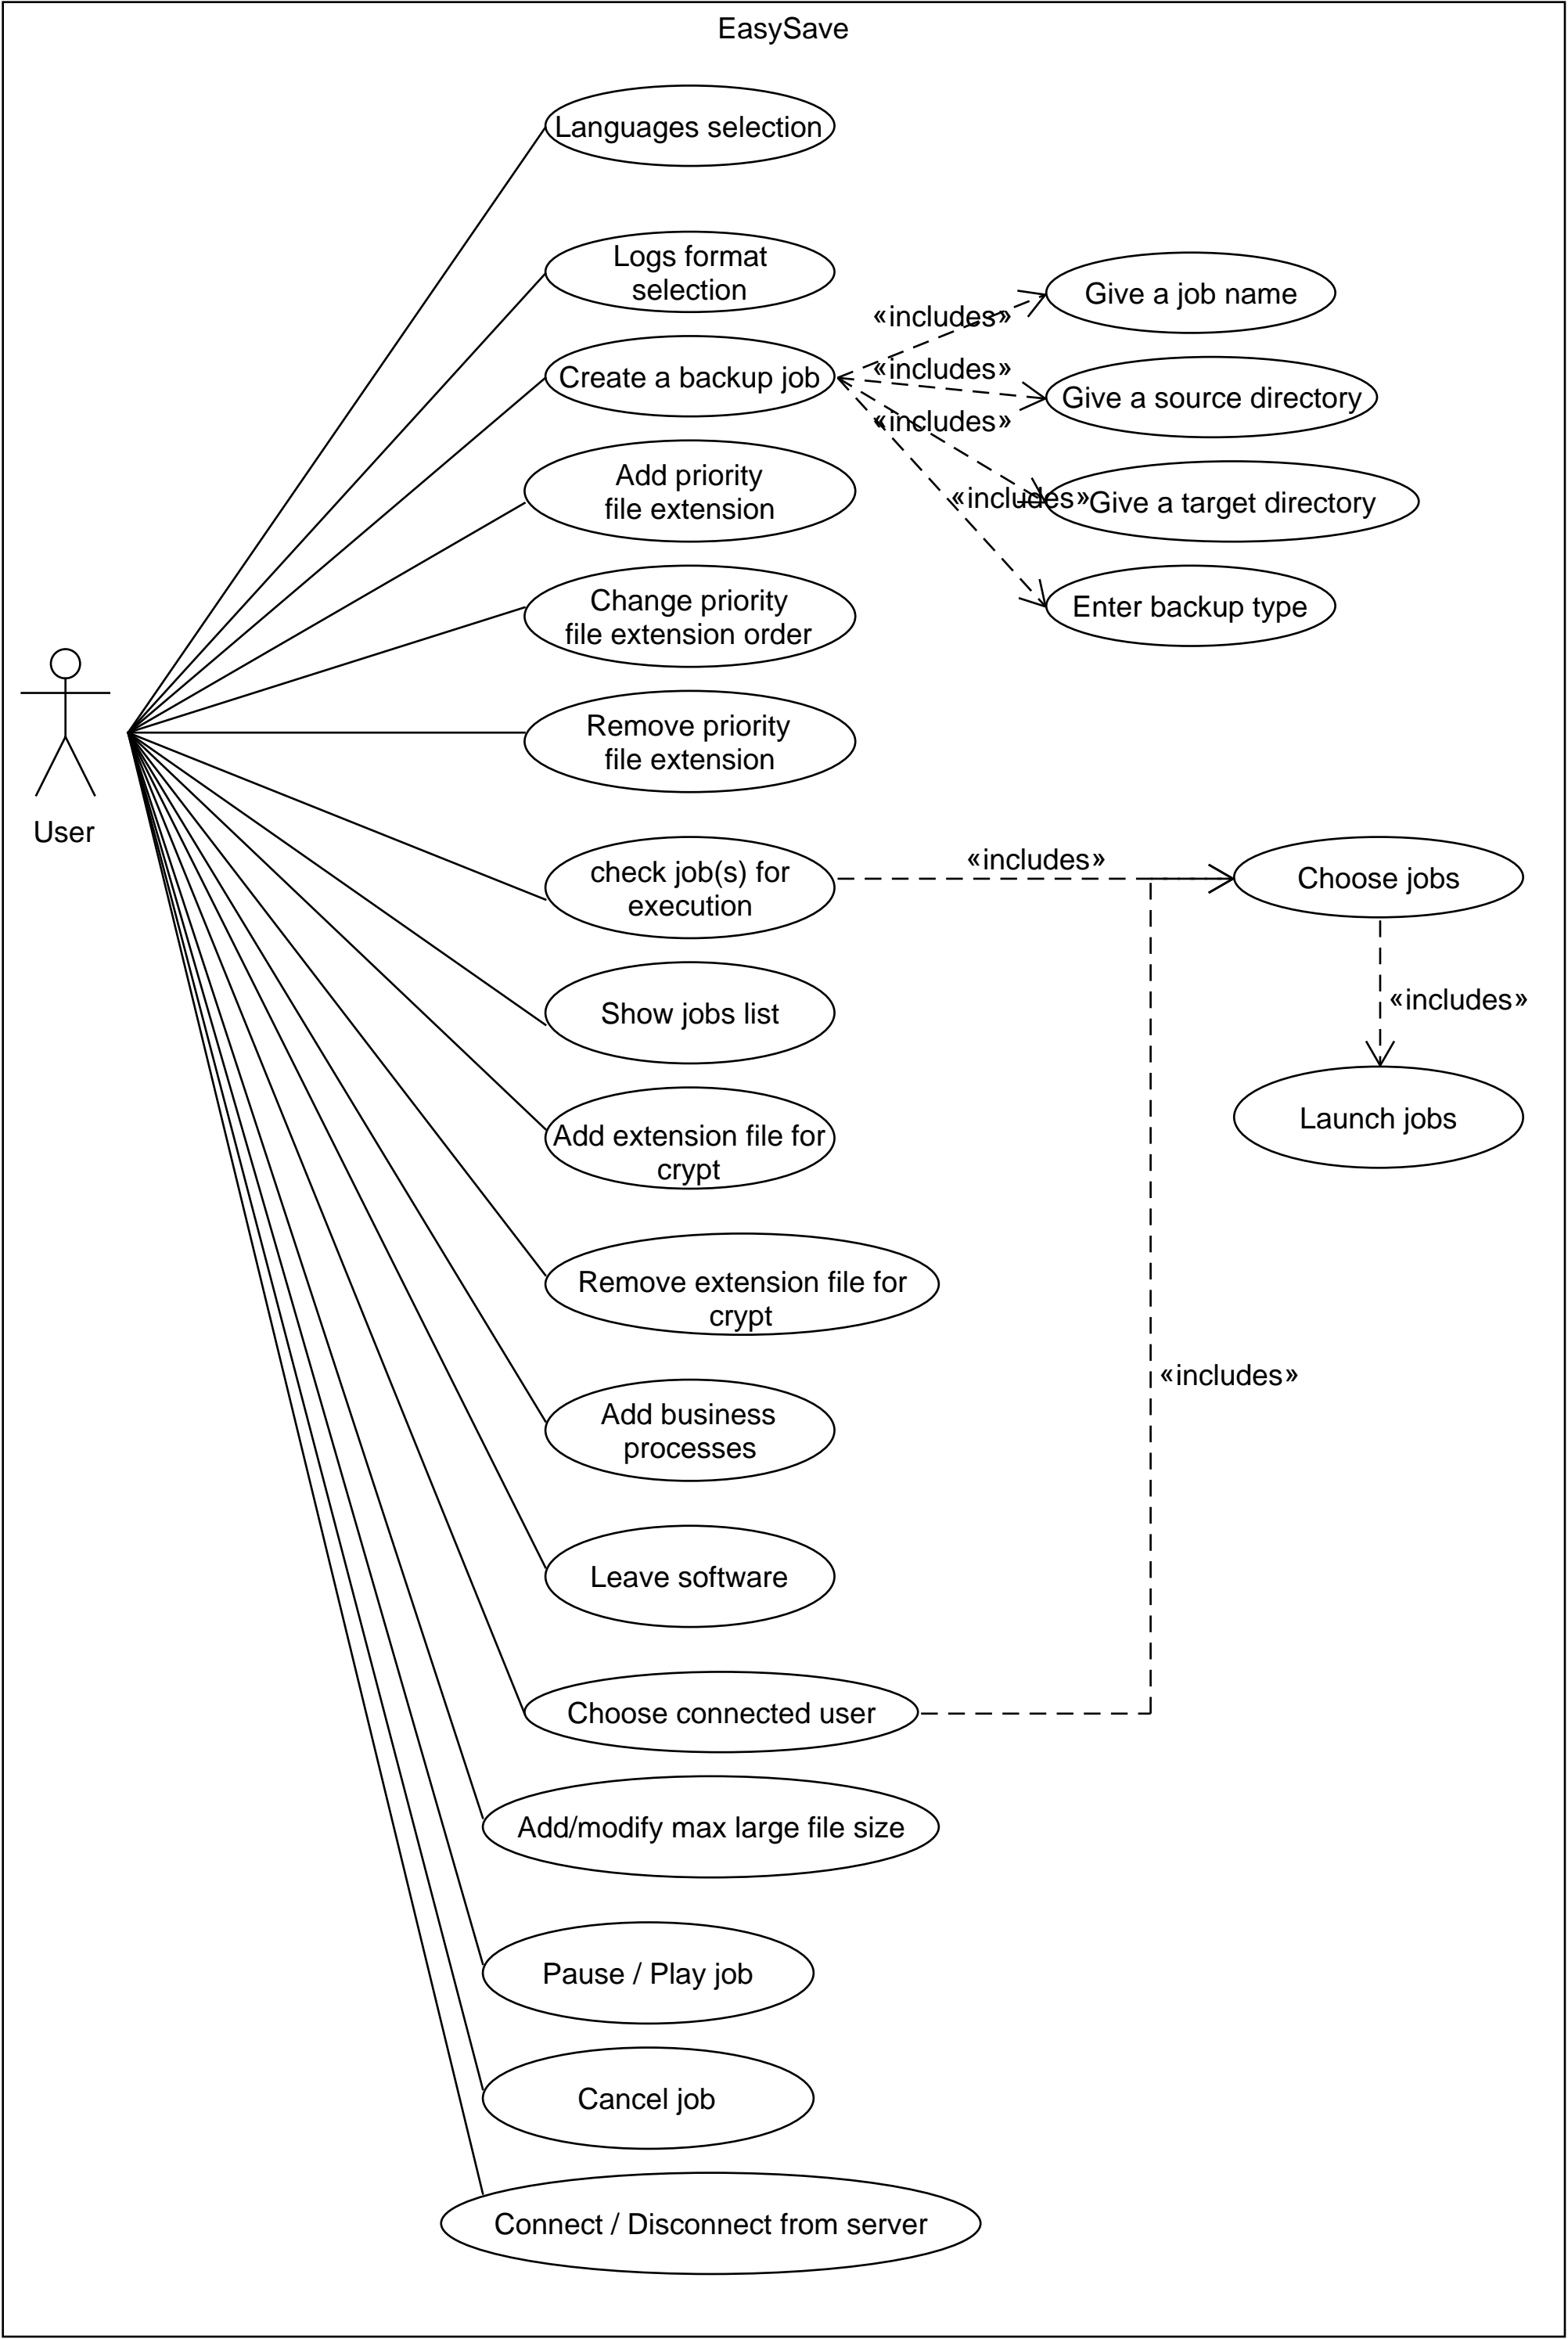 EasySave
Languages selection
Logs format
selection
Give a job name
«includes»
Create a backup job
«includes»
Give a source directory
«includes»
Add priority
file extension
«includes»
Give a target directory
Change priority
file extension order
Enter backup type
Remove priority
file extension
User
check job(s) for
execution
«includes»
Choose jobs
Show jobs list
«includes»
Add extension file for
crypt
Launch jobs
Remove extension file for
crypt
«includes»
Add business
processes
Leave software
Choose connected user
Add/modify max large file size
Pause / Play job
Cancel job
Connect / Disconnect from server